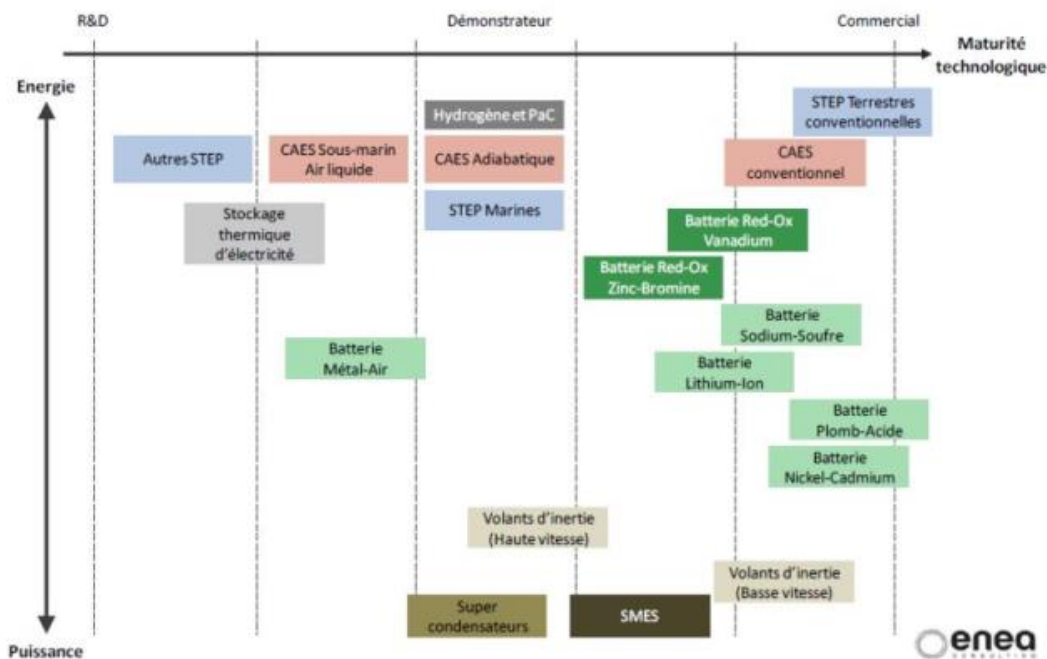 R&D
Démonstrateur
Commercial
Maturité
technologique
Energie
Hydrogène et PaC
STEP Terrestres
conventionnelles
Autres STEP
CAES Sous-marin
Air liquide
CAES Adiabatique
CAES
conventionnel
STEP Marines
Stockage
thermique
d'électricité
Batterie Red-Ox
Vanadium
Batterie Red-Ox
Zinc-Bromine
Batterie
Sodium-Soufre
Batterie
Métal-Air
Batterie
Lithium-Ion
Batterie
Plomb-Acide
Batterie
Nickel-Cadmium
Volants d'inertie
(Haute vitesse)
Volants d'inertie
(Basse vitesse)
Super
condensateurs
SMES
Puissance
enea
CONSULTING